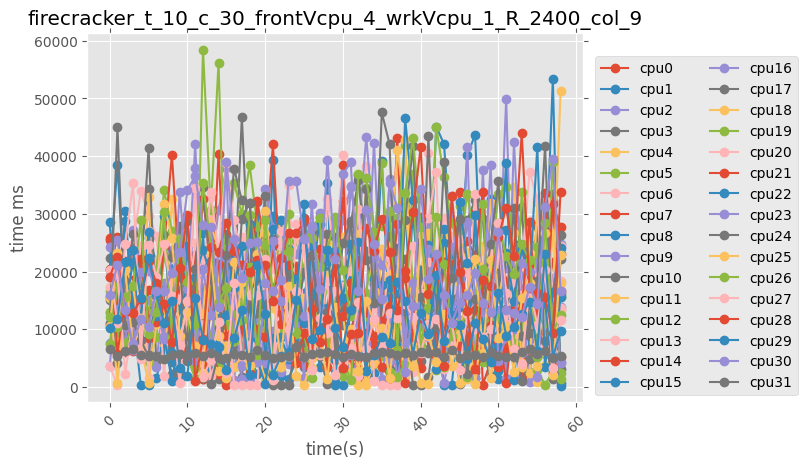 firecracker_t_10_c_30_frontVcpu_4_wrkVcpu_1_R_2400_col_9
time ms
60000
50000
40000
30000
20000
10000
0
0
10
20
30
40
50
60
time(s)
cpu0
cpu1
cpu2
cpu3
cpu4
cpu5
cpu6
cpu7
cpu8
cpu9
cpu10
cpu11
cpu12
cpu13
cpu14
cpu15
cpu16
cpu17
cpu18
cpu19
cpu20
cpu21
cpu22
cpu23
cpu24
cpu25
cpu26
cpu27
cpu28
cpu29
cpu30
cpu31